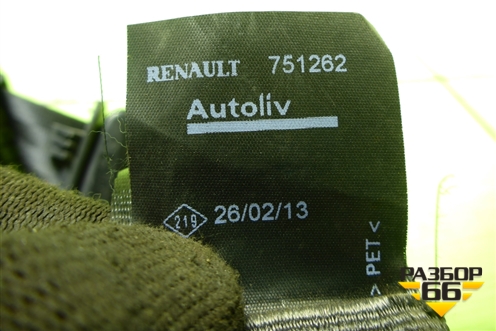 RENAULT 751262
Autoliv
219 26/02/13
> PET <
РАЗБОР
66